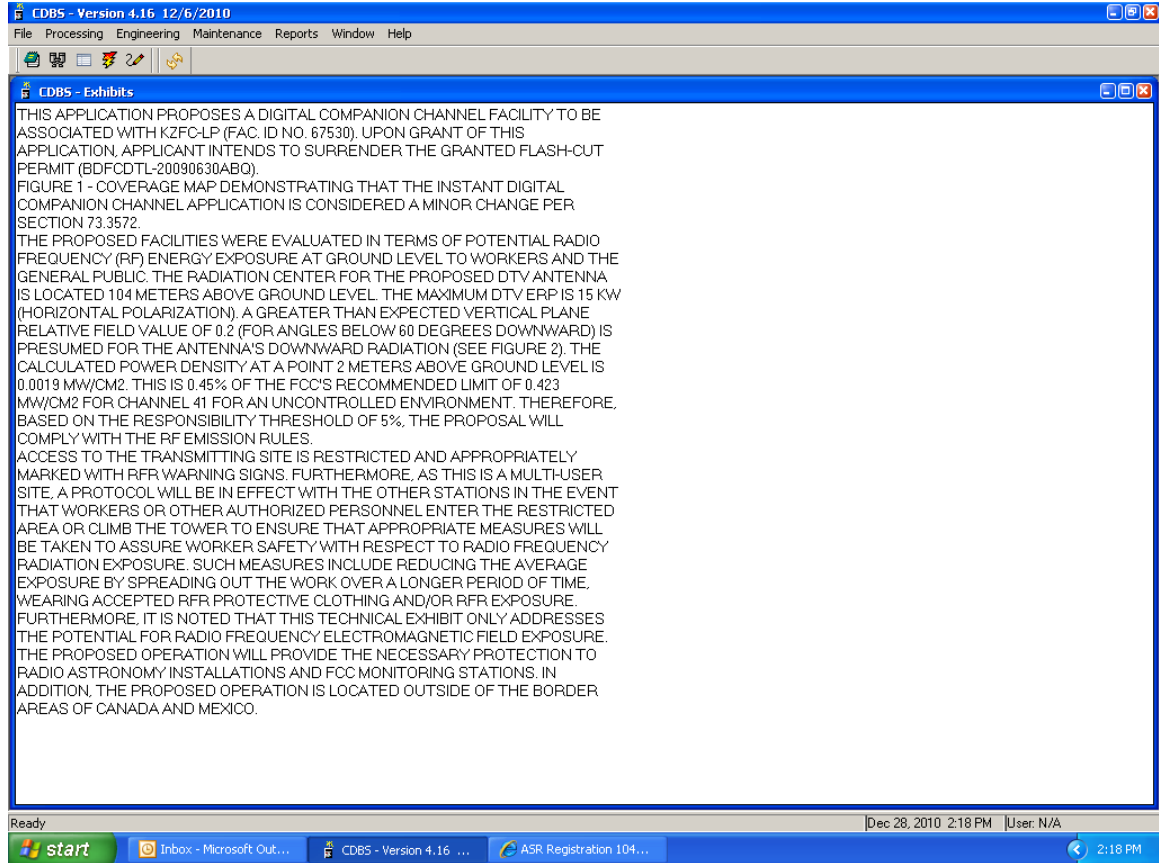 CDBS - Version 4.16 12/6/2010
File Processing Engineering Maintenance Reports Window Help
CDBS - Exhibits
THIS APPLICATION PROPOSES A DIGITAL COMPANION CHANNEL FACILITY TO BE
ASSOCIATED WITH KZFC-LP (FAC. ID NO. 67530). UPON GRANT OF THIS
APPLICATION, APPLICANT INTENDS TO SURRENDER THE GRANTED FLASH-CUT
PERMIT (BDFCDTL-20090630ABQ).
FIGURE 1 - COVERAGE MAP DEMONSTRATING THAT THE INSTANT DIGITAL
COMPANION CHANNEL APPLICATION IS CONSIDERED A MINOR CHANGE PER
SECTION 73.3572.
THE PROPOSED FACILITIES WERE EVALUATED IN TERMS OF POTENTIAL RADIO
FREQUENCY (RF) ENERGY EXPOSURE AT GROUND LEVEL TO WORKERS AND THE
GENERAL PUBLIC. THE RADIATION CENTER FOR THE PROPOSED DTV ANTENNA
IS LOCATED 104 METERS ABOVE GROUND LEVEL. THE MAXIMUM DTV ERP IS 15 KW
(HORIZONTAL POLARIZATION). A GREATER THAN EXPECTED VERTICAL PLANE
RELATIVE FIELD VALUE OF 0.2 (FOR ANGLES BELOW 60 DEGREES DOWNWARD) IS
PRESUMED FOR THE ANTENNA'S DOWNWARD RADIATION (SEE FIGURE 2). THE
CALCULATED POWER DENSITY AT A POINT 2 METERS ABOVE GROUND LEVEL IS
0.0019 MW/CM2. THIS IS 0.45% OF THE FCC'S RECOMMENDED LIMIT OF 0.423
MW/CM2 FOR CHANNEL 41 FOR AN UNCONTROLLED ENVIRONMENT. THEREFORE,
BASED ON THE RESPONSIBILITY THRESHOLD OF 5%, THE PROPOSAL WILL
COMPLY WITH THE RF EMISSION RULES.
ACCESS TO THE TRANSMITTING SITE IS RESTRICTED AND APPROPRIATELY
MARKED WITH RFR WARNING SIGNS. FURTHERMORE, AS THIS IS A MULTI-USER
SITE, A PROTOCOL WILL BE IN EFFECT WITH THE OTHER STATIONS IN THE EVENT
THAT WORKERS OR OTHER AUTHORIZED PERSONNEL ENTER THE RESTRICTED
AREA OR CLIMB THE TOWER TO ENSURE THAT APPROPRIATE MEASURES WILL
BE TAKEN TO ASSURE WORKER SAFETY WITH RESPECT TO RADIO FREQUENCY
RADIATION EXPOSURE. SUCH MEASURES INCLUDE REDUCING THE AVERAGE
EXPOSURE BY SPREADING OUT THE WORK OVER A LONGER PERIOD OF TIME,
WEARING ACCEPTED RFR PROTECTIVE CLOTHING AND/OR RFR EXPOSURE.
FURTHERMORE, IT IS NOTED THAT THIS TECHNICAL EXHIBIT ONLY ADDRESSES
THE POTENTIAL FOR RADIO FREQUENCY ELECTROMAGNETIC FIELD EXPOSURE.
THE PROPOSED OPERATION WILL PROVIDE THE NECESSARY PROTECTION TO
RADIO ASTRONOMY INSTALLATIONS AND FCC MONITORING STATIONS. IN
ADDITION, THE PROPOSED OPERATION IS LOCATED OUTSIDE OF THE BORDER
AREAS OF CANADA AND MEXICO.
Ready Dec 28, 2010 2:18 PM User: N/A
start Inbox - Microsoft Out... CDBS - Version 4.16 ... ASR Registration 104... 2:18 PM